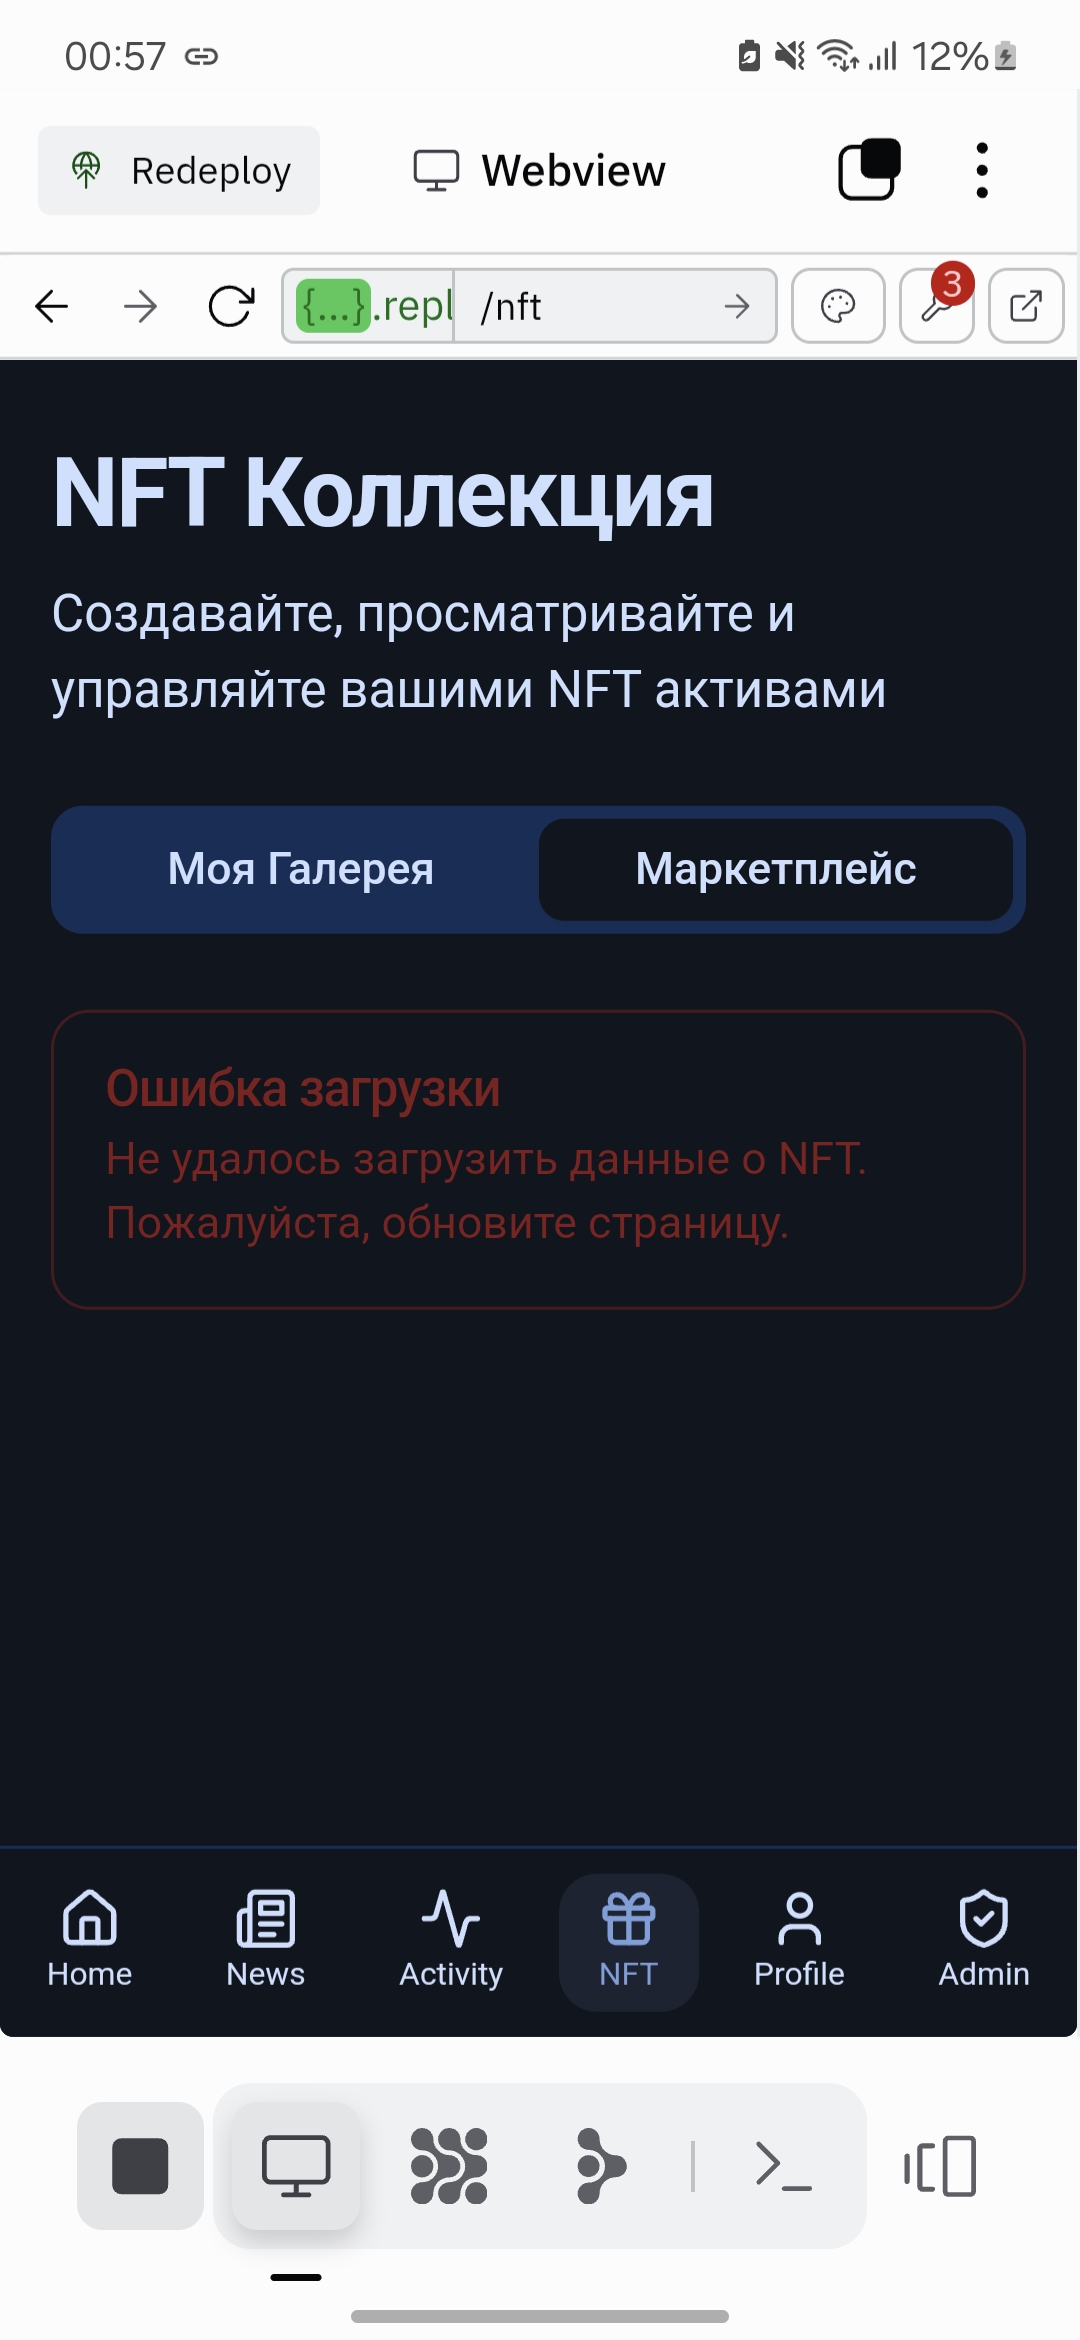 00:57
12%
Redeploy
Webview
{...}.repl
/nft
3
NFT Коллекция
Создавайте, просматривайте и
управляйте вашими NFT активами
Моя Галерея
Маркетплейс
Ошибка загрузки
Не удалось загрузить данные о NFT.
Пожалуйста, обновите страницу.
Home
News
Activity
NFT
Profile
Admin